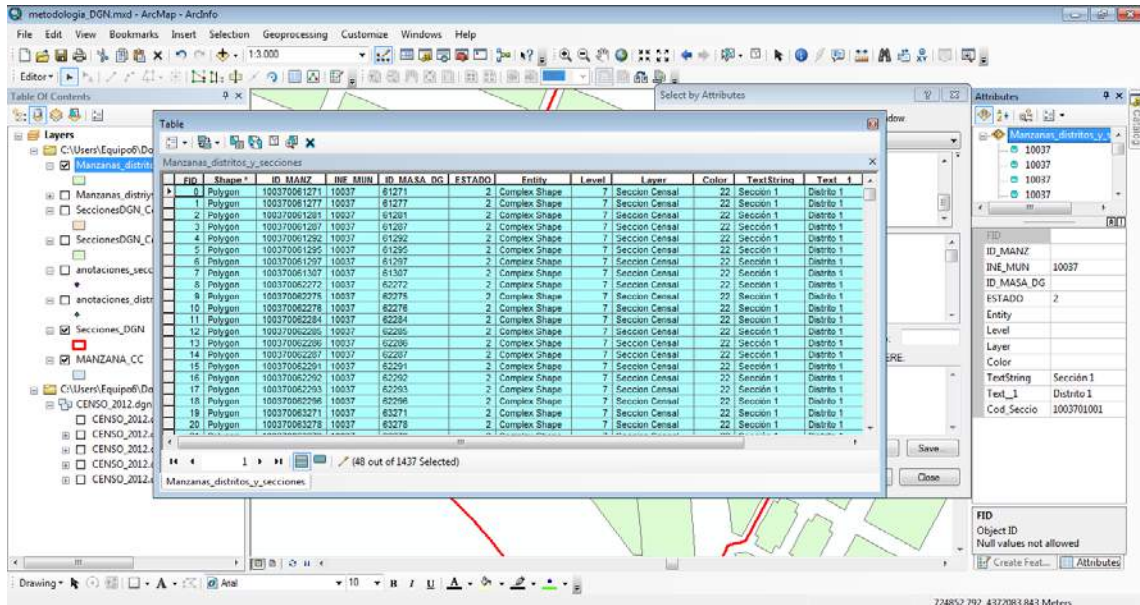 metodologia_DGN.mxd - ArcMap - ArcInfo
File Edit View Bookmarks Insert Selection Geoprocessing Customize Windows Help
1:3.000
Editor
Table Of Contents
Layers
C:\Users\Equipo6\Do
Manzanas_distrito
Manzanas_distriy
SeccionesDGN_C
SeccionesDGN_C
anotaciones_secc
anotaciones_distr
Secciones_DGN
MANZANA_CC
C:\Users\Equipo6\Do
CENSO_2012.dgn
CENSO_2012.
CENSO_2012.
CENSO_2012.
CENSO_2012.
CENSO_2012.
Select by Attributes
Table
Manzanas_distritos_y_secciones
FID Shape * ID_MANZ INE_MUN ID_MASA_DG ESTADO Entity Level Layer Color TextString Text__1
0 Polygon 100370061271 10037 61271 2 Complex Shape 7 Seccion Censal 22 Sección 1 Distrito 1
1 Polygon 100370061277 10037 61277 2 Complex Shape 7 Seccion Censal 22 Sección 1 Distrito 1
2 Polygon 100370061281 10037 61281 2 Complex Shape 7 Seccion Censal 22 Sección 1 Distrito 1
3 Polygon 100370061287 10037 61287 2 Complex Shape 7 Seccion Censal 22 Sección 1 Distrito 1
4 Polygon 100370061292 10037 61292 2 Complex Shape 7 Seccion Censal 22 Sección 1 Distrito 1
5 Polygon 100370061295 10037 61295 2 Complex Shape 7 Seccion Censal 22 Sección 1 Distrito 1
6 Polygon 100370061297 10037 61297 2 Complex Shape 7 Seccion Censal 22 Sección 1 Distrito 1
7 Polygon 100370061307 10037 61307 2 Complex Shape 7 Seccion Censal 22 Sección 1 Distrito 1
8 Polygon 100370062272 10037 62272 2 Complex Shape 7 Seccion Censal 22 Sección 1 Distrito 1
9 Polygon 100370062275 10037 62275 2 Complex Shape 7 Seccion Censal 22 Sección 1 Distrito 1
10 Polygon 100370062276 10037 62276 2 Complex Shape 7 Seccion Censal 22 Sección 1 Distrito 1
11 Polygon 100370062284 10037 62284 2 Complex Shape 7 Seccion Censal 22 Sección 1 Distrito 1
12 Polygon 100370062285 10037 62285 2 Complex Shape 7 Seccion Censal 22 Sección 1 Distrito 1
13 Polygon 100370062286 10037 62286 2 Complex Shape 7 Seccion Censal 22 Sección 1 Distrito 1
14 Polygon 100370062287 10037 62287 2 Complex Shape 7 Seccion Censal 22 Sección 1 Distrito 1
15 Polygon 100370062291 10037 62291 2 Complex Shape 7 Seccion Censal 22 Sección 1 Distrito 1
16 Polygon 100370062292 10037 62292 2 Complex Shape 7 Seccion Censal 22 Sección 1 Distrito 1
17 Polygon 100370062293 10037 62293 2 Complex Shape 7 Seccion Censal 22 Sección 1 Distrito 1
18 Polygon 100370062296 10037 62296 2 Complex Shape 7 Seccion Censal 22 Sección 1 Distrito 1
19 Polygon 100370063271 10037 63271 2 Complex Shape 7 Seccion Censal 22 Sección 1 Distrito 1
20 Polygon 100370063278 10037 63278 2 Complex Shape 7 Seccion Censal 22 Sección 1 Distrito 1
1 (48 out of 1437 Selected)
Manzanas_distritos_y_secciones
ndow.
ERE.
Save...
Close
Attributes
Catalog
Manzanas_distritos_y_s
10037
10037
10037
10037
FID
ID_MANZ
INE_MUN 10037
ID_MASA_DG
ESTADO 2
Entity
Level
Layer
Color
TextString Sección 1
Text__1 Distrito 1
Cod_Seccio 1003701001
FID
Object ID
Null values not allowed
Create Feat... Attributes
Drawing A Arial 10 B I U A
724852,792 4372083,843 Meters